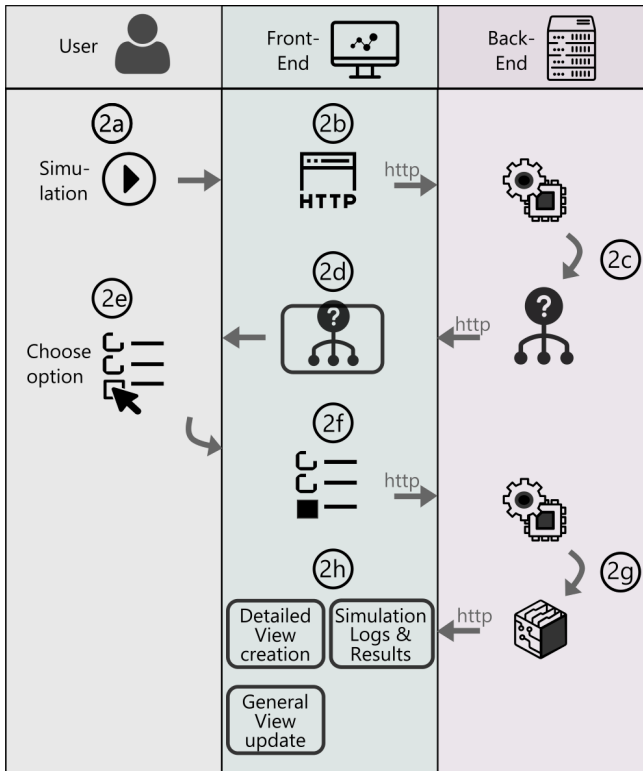 User
Front-
End
Back-
End
2a
Simu-
lation
2b
HTTP
http
2c
2d
http
2e
Choose
option
2f
http
2g
2h
http
Detailed
View
creation
Simulation
Logs &
Results
General
View
update